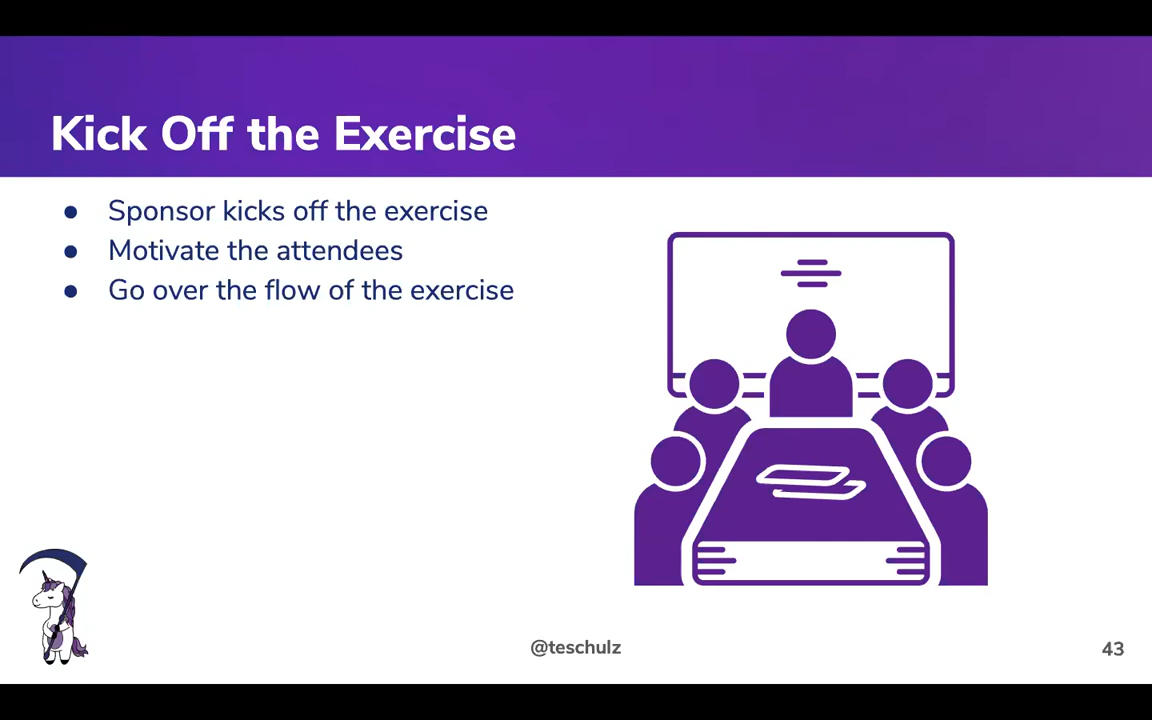 Kick Off the Exercise
● Sponsor kicks off the exercise
● Motivate the attendees
● Go over the flow of the exercise
@teschulz
43